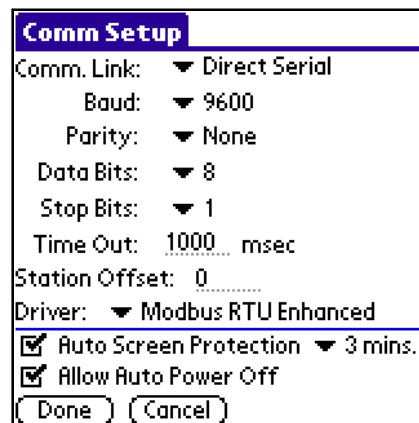 Comm Setup
Comm. Link: Direct Serial
Baud: 9600
Parity: None
Data Bits: 8
Stop Bits: 1
Time Out: 1000 msec
Station Offset: 0
Driver: Modbus RTU Enhanced
Auto Screen Protection 3 mins.
Allow Auto Power Off
Done Cancel